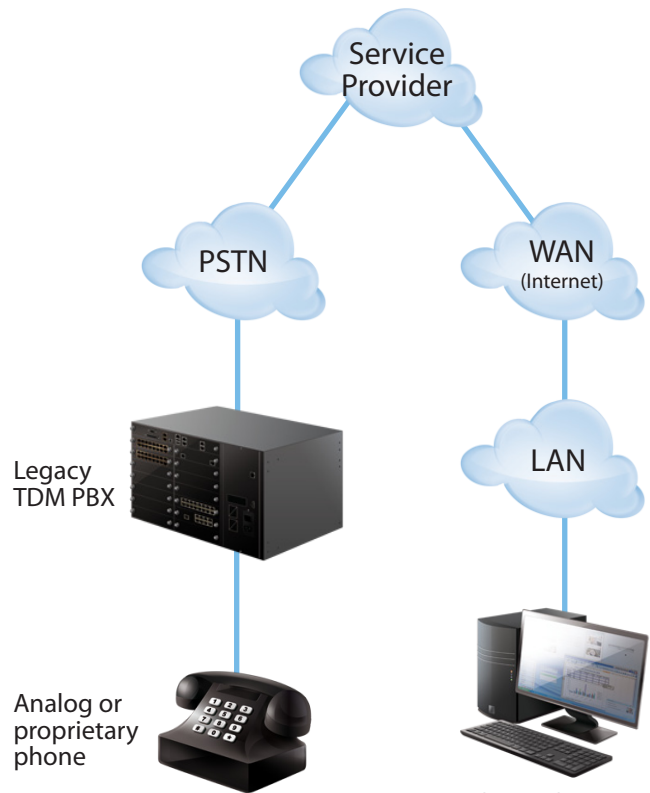 Service
Provider
PSTN
WAN
(Internet)
Legacy
TDM PBX
LAN
Analog or
proprietary
phone